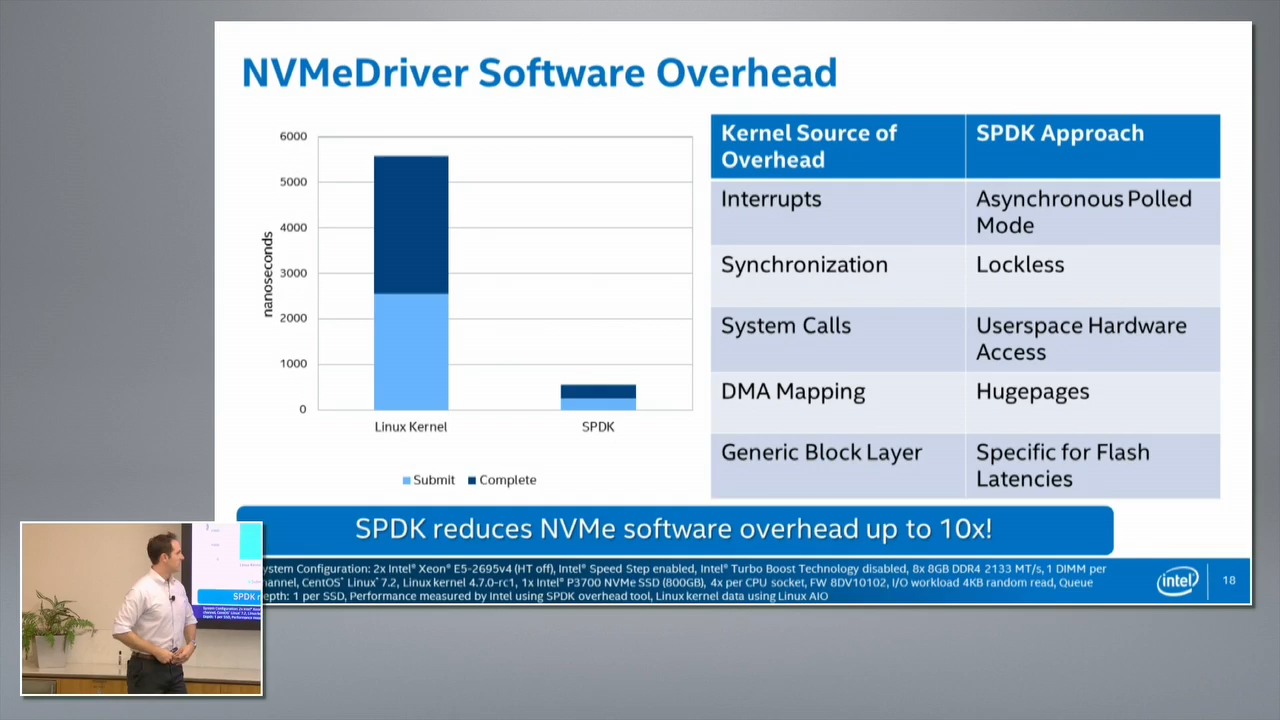 NVMeDriver Software Overhead
6000
5000
4000
3000
2000
1000
0
nanoseconds
Linux Kernel
SPDK
Submit
Complete
Kernel Source of
Overhead
SPDK Approach
Interrupts
Asynchronous Polled
Mode
Synchronization
Lockless
System Calls
Userspace Hardware
Access
DMA Mapping
Hugepages
Generic Block Layer
Specific for Flash
Latencies
SPDK reduces NVMe software overhead up to 10x!
ystem Configuration: 2x Intel® Xeon® E5-2695v4 (HT off), Intel® Speed Step enabled, Intel® Turbo Boost Technology disabled, 8x 8GB DDR4 2133 MT/s, 1 DIMM per
hannel, CentOS* Linux* 7.2, Linux kernel 4.7.0-rc1, 1x Intel® P3700 NVMe SSD (800GB), 4x per CPU socket, FW 8DV10102, I/O workload 4KB random read, Queue
epth: 1 per SSD, Performance measured by Intel using SPDK overhead tool, Linux kernel data using Linux AIO
intel
18
SPDK